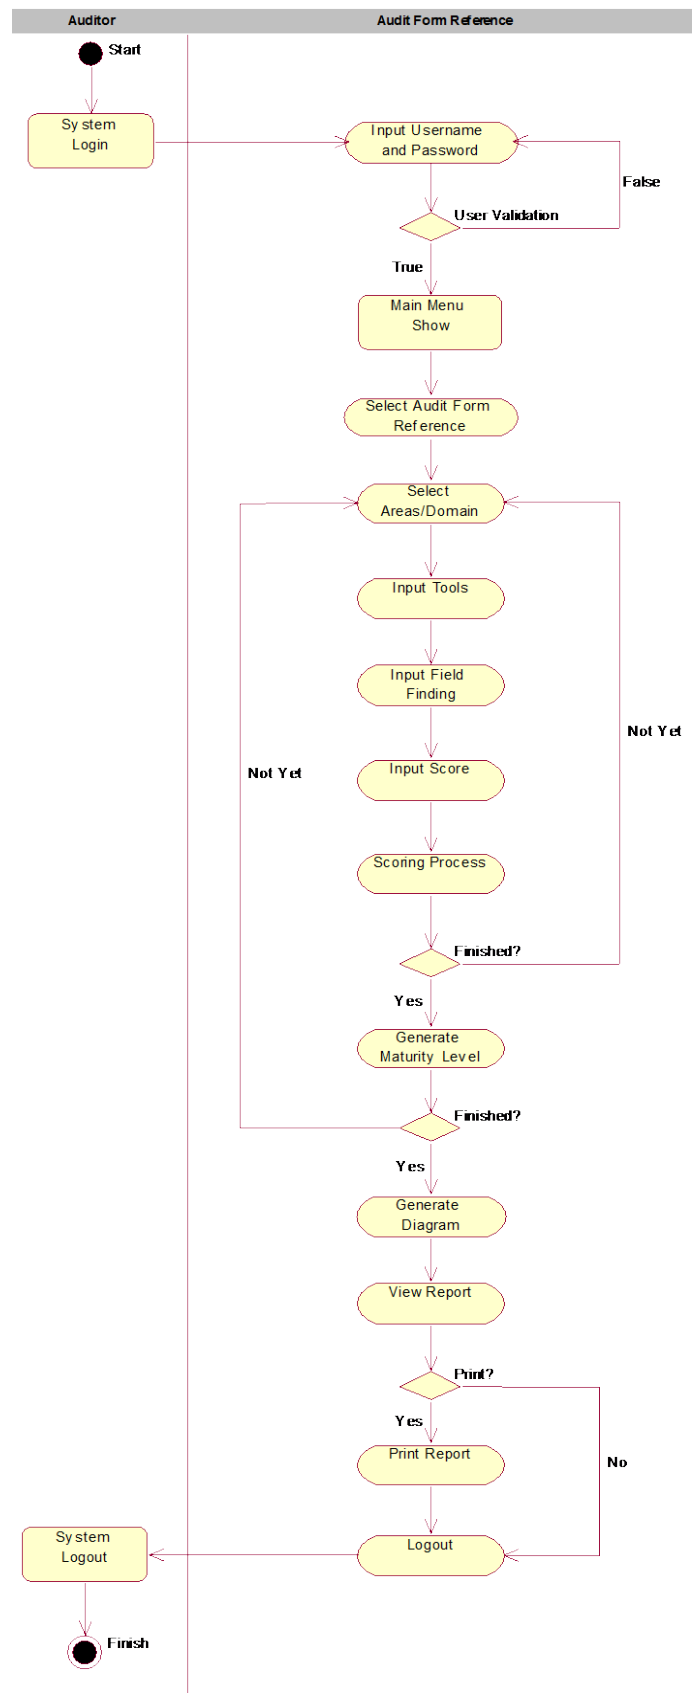 Auditor
Audit Form Reference
Start
System
Login
Input Username
and Password
False
User Validation
True
Main Menu
Show
Select Audit Form
Reference
Select
Areas/Domain
Input Tools
Input Field
Finding
Not Yet
Not Yet
Input Score
Scoring Process
Finished?
Yes
Generate
Maturity Level
Finished?
Yes
Generate
Diagram
View Report
Print?
Yes
Print Report
No
System
Logout
Logout
Finish